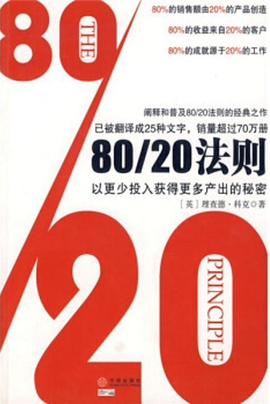 80%的销售额由20%的产品创造
80%的收益来自20%的客户
80%的成就源于20%的工作
80
THE
阐释和普及80/20法则的经典之作
已被翻译成25种文字，销量超过70万册
80/20法则
以更少投入获得更多产出的秘密
［英］理查德·科克◎著
20
PRINCIPLE
中信出版社